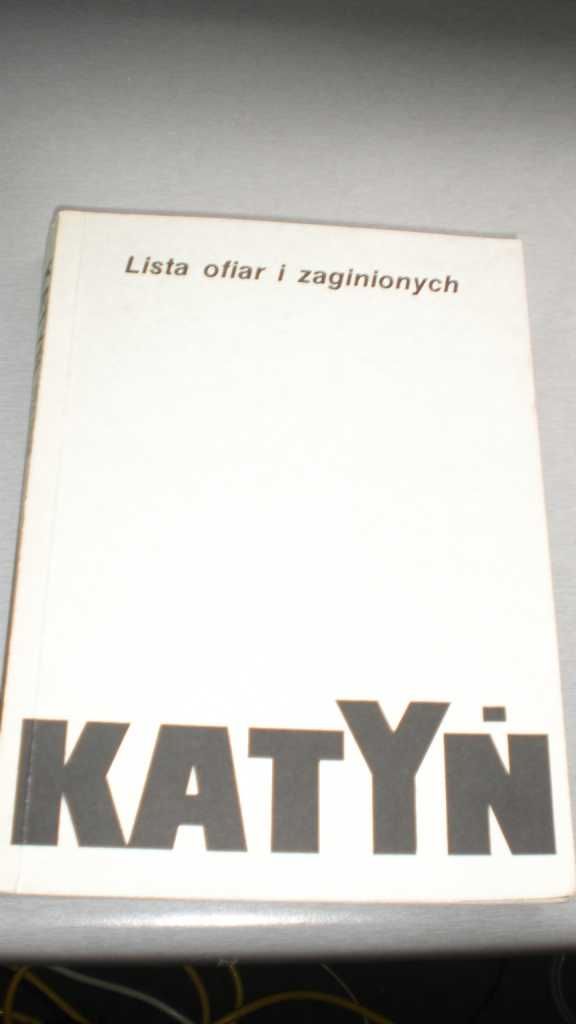 Lista ofiar i zaginionych
KATYŃ